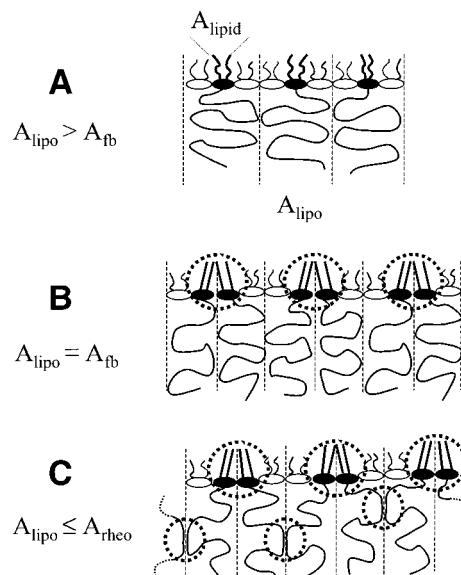 A_lipid
A
A_lipo > A_fb
A_lipo
B
A_lipo = A_fb
C
A_lipo ≤ A_rheo